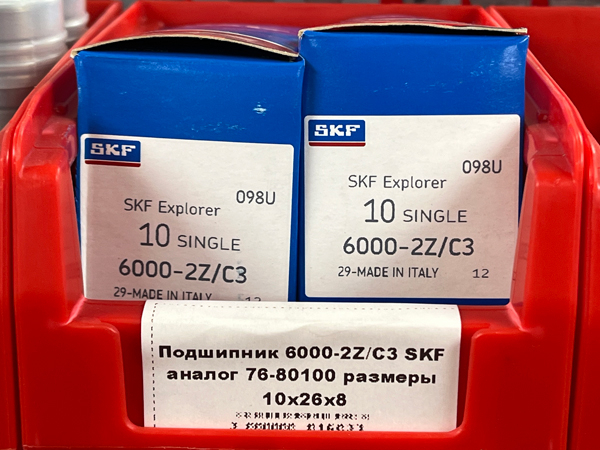 SKF
098U
SKF Explorer
10 SINGLE
6000-2Z/C3
29-MADE IN ITALY
SKF
098U
SKF Explorer
10 SINGLE
6000-2Z/C3
29-MADE IN ITALY 12
Подшипник 6000-2Z/C3 SKF
аналог 76-80100 размеры
10x26x8